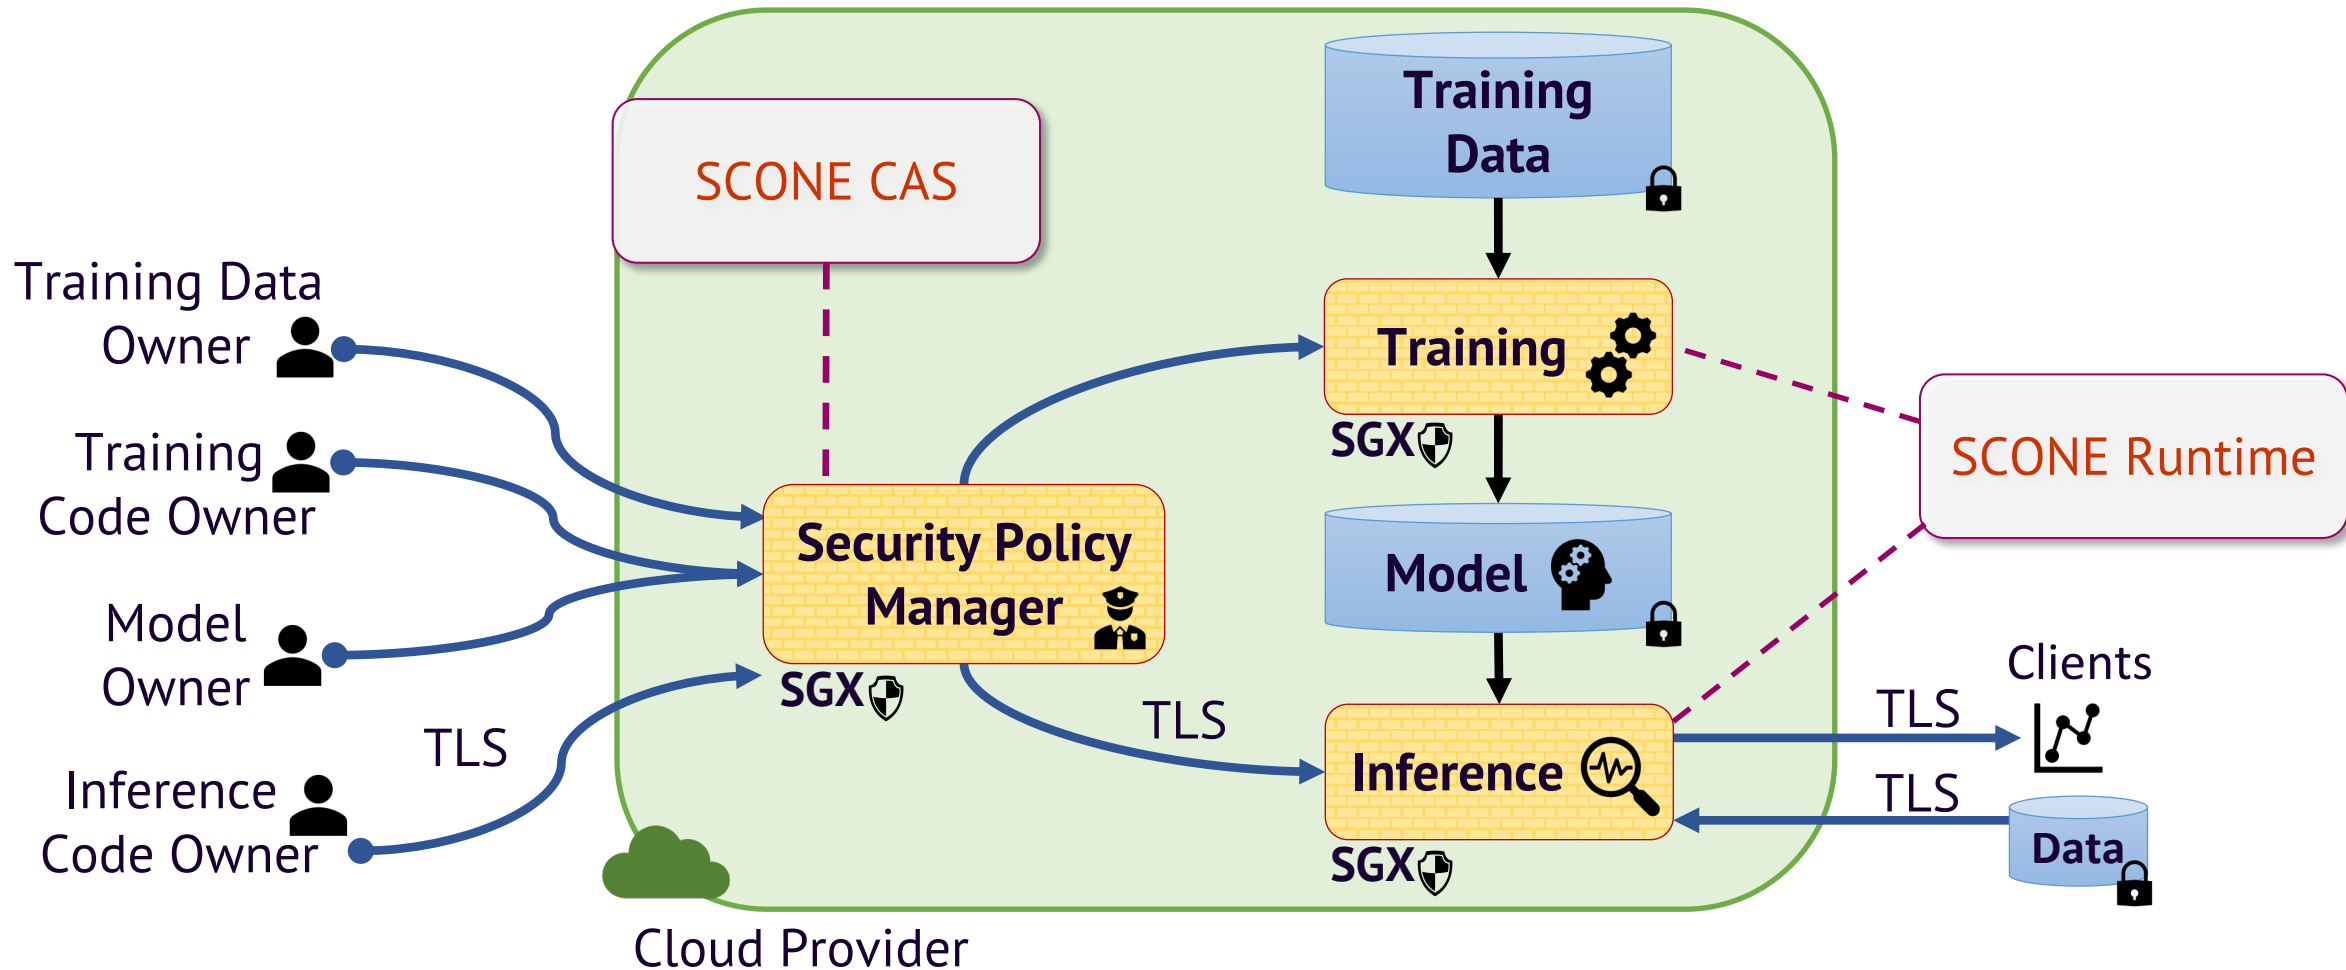 Training
Data
SCONE CAS
Training Data
Owner
Training
SGX
Training
Code Owner
SCONE Runtime
Security Policy
Manager
SGX
Model
Model
Owner
TLS
TLS
Clients
TLS
Inference
SGX
TLS
Data
Inference
Code Owner
Cloud Provider